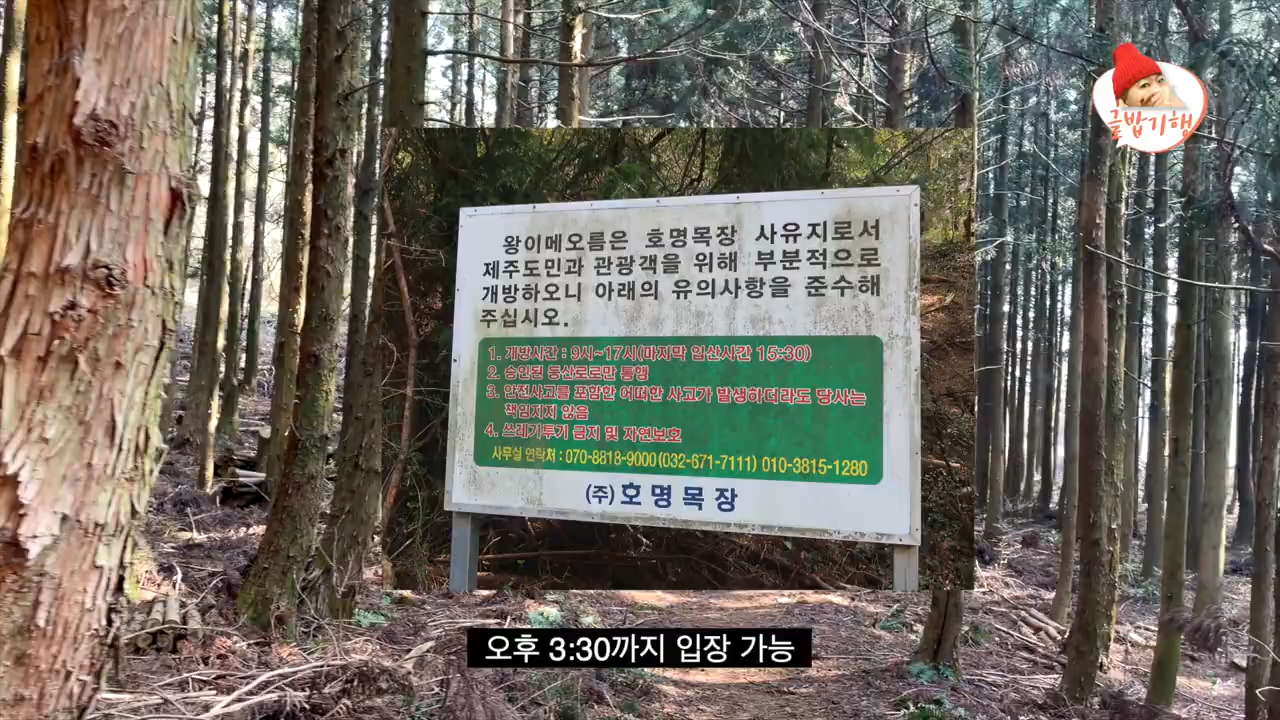 글밥기행
왕이메오름은 호명목장 사유지로서
제주도민과 관광객을 위해 부분적으로
개방하오니 아래의 유의사항을 준수해
주십시오.
1. 개방시간 : 9시~17시(마지막 입산시간 15:30)
2. 승인된 등산로로만 통행
3. 안전사고를 포함한 어떠한 사고가 발생하더라도 당사는
책임지지 않음
4. 쓰레기투기 금지 및 자연보호
사무실 연락처 : 070-8818-9000(032-671-7111) 010-3815-1280
(주)호명목장
오후 3:30까지 입장 가능